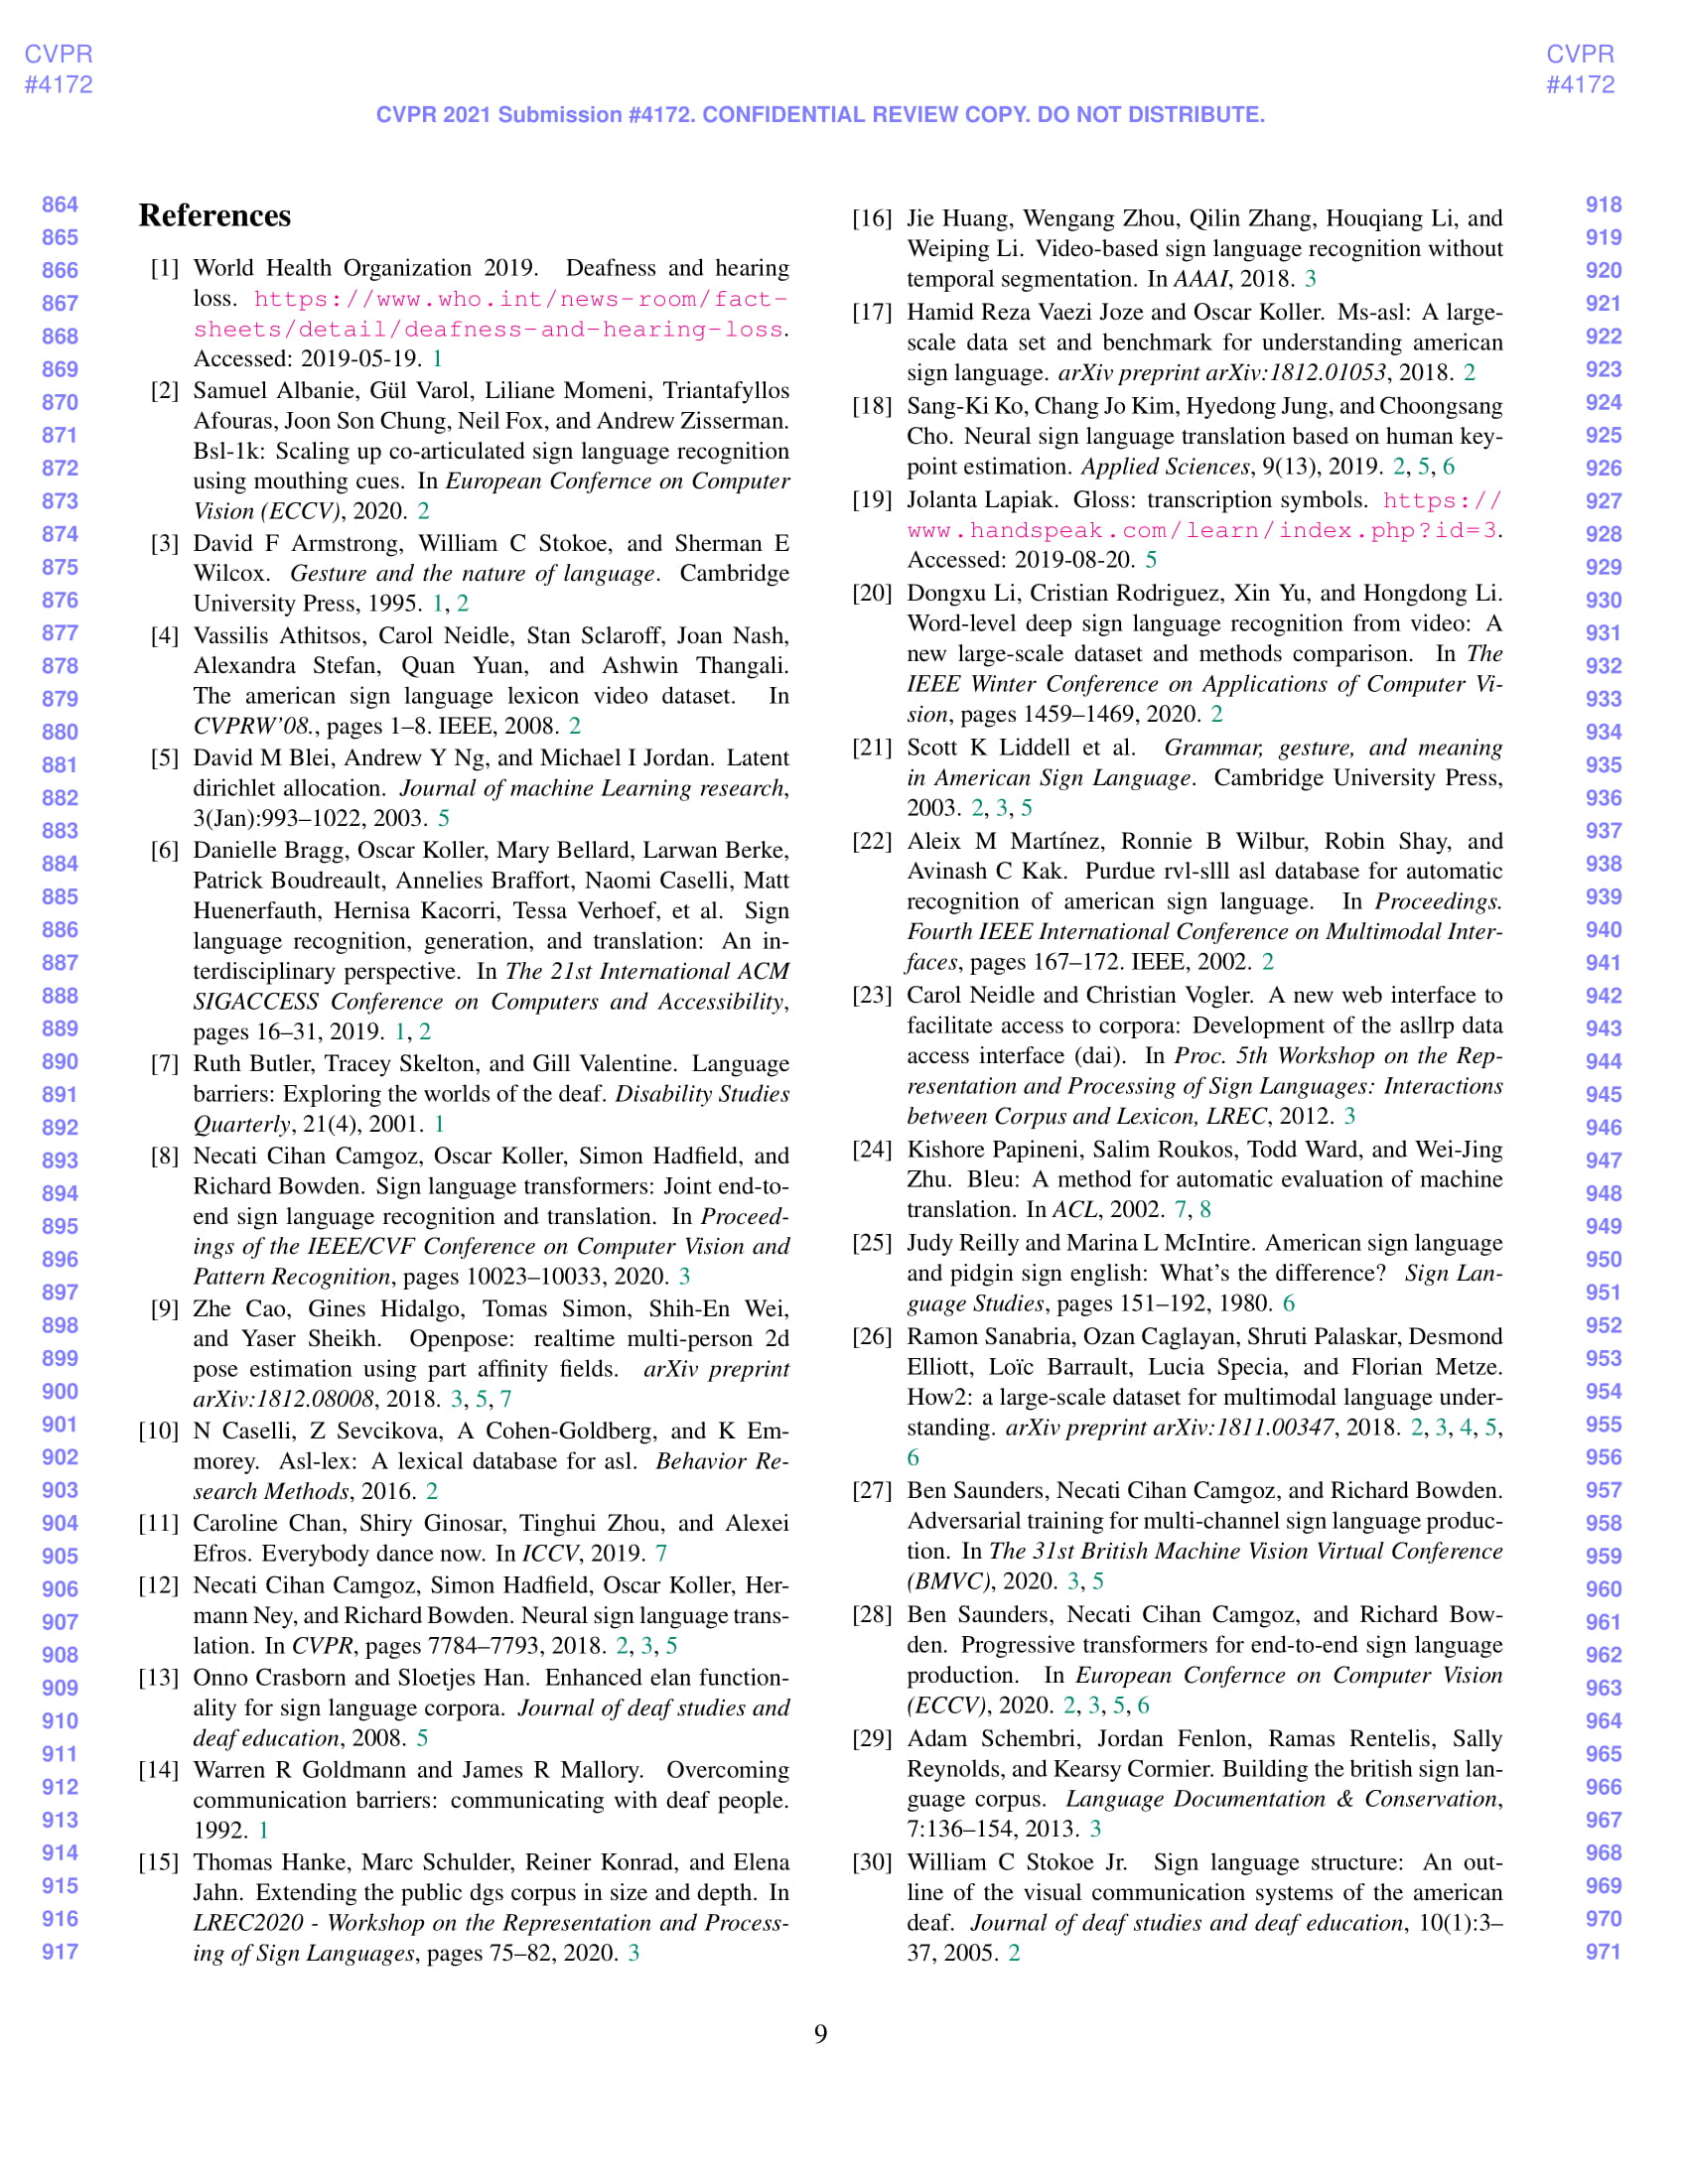 CVPR
#4172
CVPR
#4172
CVPR 2021 Submission #4172. CONFIDENTIAL REVIEW COPY. DO NOT DISTRIBUTE.
864
865
866
867
868
869
870
871
872
873
874
875
876
877
878
879
880
881
882
883
884
885
886
887
888
889
890
891
892
893
894
895
896
897
898
899
900
901
902
903
904
905
906
907
908
909
910
911
912
913
914
915
916
917
References
[1] World Health Organization 2019. Deafness and hearing
loss. https://www.who.int/news-room/fact-
sheets/detail/deafness-and-hearing-loss.
Accessed: 2019-05-19. 1
[2] Samuel Albanie, Gül Varol, Liliane Momeni, Triantafyllos
Afouras, Joon Son Chung, Neil Fox, and Andrew Zisserman.
Bsl-1k: Scaling up co-articulated sign language recognition
using mouthing cues. In European Confernce on Computer
Vision (ECCV), 2020. 2
[3] David F Armstrong, William C Stokoe, and Sherman E
Wilcox. Gesture and the nature of language. Cambridge
University Press, 1995. 1, 2
[4] Vassilis Athitsos, Carol Neidle, Stan Sclaroff, Joan Nash,
Alexandra Stefan, Quan Yuan, and Ashwin Thangali.
The american sign language lexicon video dataset. In
CVPRW'08., pages 1–8. IEEE, 2008. 2
[5] David M Blei, Andrew Y Ng, and Michael I Jordan. Latent
dirichlet allocation. Journal of machine Learning research,
3(Jan):993–1022, 2003. 5
[6] Danielle Bragg, Oscar Koller, Mary Bellard, Larwan Berke,
Patrick Boudreault, Annelies Braffort, Naomi Caselli, Matt
Huenerfauth, Hernisa Kacorri, Tessa Verhoef, et al. Sign
language recognition, generation, and translation: An in-
terdisciplinary perspective. In The 21st International ACM
SIGACCESS Conference on Computers and Accessibility,
pages 16–31, 2019. 1, 2
[7] Ruth Butler, Tracey Skelton, and Gill Valentine. Language
barriers: Exploring the worlds of the deaf. Disability Studies
Quarterly, 21(4), 2001. 1
[8] Necati Cihan Camgoz, Oscar Koller, Simon Hadfield, and
Richard Bowden. Sign language transformers: Joint end-to-
end sign language recognition and translation. In Proceed-
ings of the IEEE/CVF Conference on Computer Vision and
Pattern Recognition, pages 10023–10033, 2020. 3
[9] Zhe Cao, Gines Hidalgo, Tomas Simon, Shih-En Wei,
and Yaser Sheikh. Openpose: realtime multi-person 2d
pose estimation using part affinity fields. arXiv preprint
arXiv:1812.08008, 2018. 3, 5, 7
[10] N Caselli, Z Sevcikova, A Cohen-Goldberg, and K Em-
morey. Asl-lex: A lexical database for asl. Behavior Re-
search Methods, 2016. 2
[11] Caroline Chan, Shiry Ginosar, Tinghui Zhou, and Alexei
Efros. Everybody dance now. In ICCV, 2019. 7
[12] Necati Cihan Camgoz, Simon Hadfield, Oscar Koller, Her-
mann Ney, and Richard Bowden. Neural sign language trans-
lation. In CVPR, pages 7784–7793, 2018. 2, 3, 5
[13] Onno Crasborn and Sloetjes Han. Enhanced elan function-
ality for sign language corpora. Journal of deaf studies and
deaf education, 2008. 5
[14] Warren R Goldmann and James R Mallory. Overcoming
communication barriers: communicating with deaf people.
1992. 1
[15] Thomas Hanke, Marc Schulder, Reiner Konrad, and Elena
Jahn. Extending the public dgs corpus in size and depth. In
LREC2020 - Workshop on the Representation and Process-
ing of Sign Languages, pages 75–82, 2020. 3
[16] Jie Huang, Wengang Zhou, Qilin Zhang, Houqiang Li, and
Weiping Li. Video-based sign language recognition without
temporal segmentation. In AAAI, 2018. 3
[17] Hamid Reza Vaezi Joze and Oscar Koller. Ms-asl: A large-
scale data set and benchmark for understanding american
sign language. arXiv preprint arXiv:1812.01053, 2018. 2
[18] Sang-Ki Ko, Chang Jo Kim, Hyedong Jung, and Choongsang
Cho. Neural sign language translation based on human key-
point estimation. Applied Sciences, 9(13), 2019. 2, 5, 6
[19] Jolanta Lapiak. Gloss: transcription symbols. https://
www.handspeak.com/learn/index.php?id=3.
Accessed: 2019-08-20. 5
[20] Dongxu Li, Cristian Rodriguez, Xin Yu, and Hongdong Li.
Word-level deep sign language recognition from video: A
new large-scale dataset and methods comparison. In The
IEEE Winter Conference on Applications of Computer Vi-
sion, pages 1459–1469, 2020. 2
[21] Scott K Liddell et al. Grammar, gesture, and meaning
in American Sign Language. Cambridge University Press,
2003. 2, 3, 5
[22] Aleix M Martínez, Ronnie B Wilbur, Robin Shay, and
Avinash C Kak. Purdue rvl-slll asl database for automatic
recognition of american sign language. In Proceedings.
Fourth IEEE International Conference on Multimodal Inter-
faces, pages 167–172. IEEE, 2002. 2
[23] Carol Neidle and Christian Vogler. A new web interface to
facilitate access to corpora: Development of the asllrp data
access interface (dai). In Proc. 5th Workshop on the Rep-
resentation and Processing of Sign Languages: Interactions
between Corpus and Lexicon, LREC, 2012. 3
[24] Kishore Papineni, Salim Roukos, Todd Ward, and Wei-Jing
Zhu. Bleu: A method for automatic evaluation of machine
translation. In ACL, 2002. 7, 8
[25] Judy Reilly and Marina L McIntire. American sign language
and pidgin sign english: What's the difference? Sign Lan-
guage Studies, pages 151–192, 1980. 6
[26] Ramon Sanabria, Ozan Caglayan, Shruti Palaskar, Desmond
Elliott, Loïc Barrault, Lucia Specia, and Florian Metze.
How2: a large-scale dataset for multimodal language under-
standing. arXiv preprint arXiv:1811.00347, 2018. 2, 3, 4, 5,
6
[27] Ben Saunders, Necati Cihan Camgoz, and Richard Bowden.
Adversarial training for multi-channel sign language produc-
tion. In The 31st British Machine Vision Virtual Conference
(BMVC), 2020. 3, 5
[28] Ben Saunders, Necati Cihan Camgoz, and Richard Bow-
den. Progressive transformers for end-to-end sign language
production. In European Confernce on Computer Vision
(ECCV), 2020. 2, 3, 5, 6
[29] Adam Schembri, Jordan Fenlon, Ramas Rentelis, Sally
Reynolds, and Kearsy Cormier. Building the british sign lan-
guage corpus. Language Documentation & Conservation,
7:136–154, 2013. 3
[30] William C Stokoe Jr. Sign language structure: An out-
line of the visual communication systems of the american
deaf. Journal of deaf studies and deaf education, 10(1):3–
37, 2005. 2
918
919
920
921
922
923
924
925
926
927
928
929
930
931
932
933
934
935
936
937
938
939
940
941
942
943
944
945
946
947
948
949
950
951
952
953
954
955
956
957
958
959
960
961
962
963
964
965
966
967
968
969
970
971
9